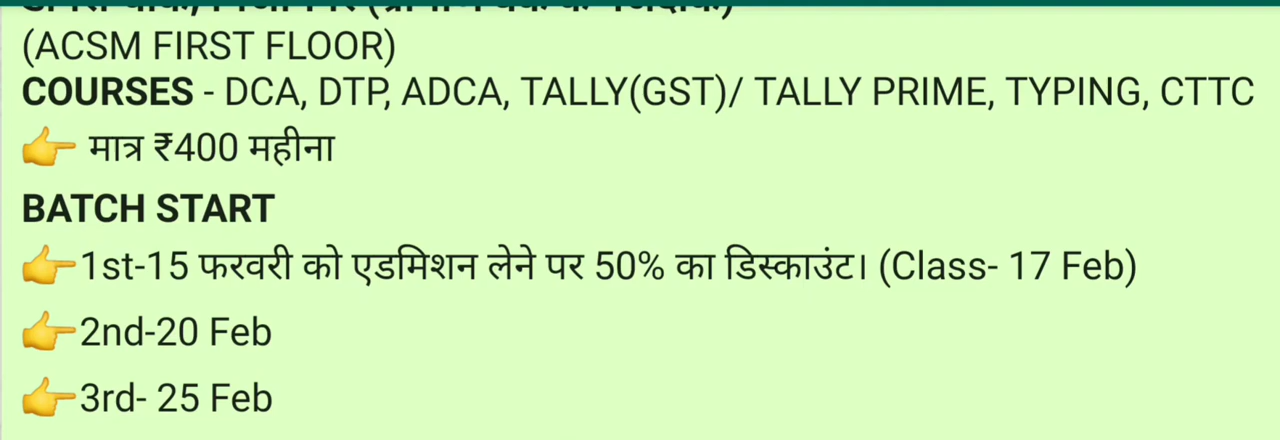 (ACSM FIRST FLOOR)
COURSES - DCA, DTP, ADCA, TALLY(GST)/ TALLY PRIME, TYPING, CTTC
👉 मात्र ₹400 महीना
BATCH START
👉1st-15 फरवरी को एडमिशन लेने पर 50% का डिस्काउंट। (Class- 17 Feb)
👉2nd-20 Feb
👉3rd- 25 Feb